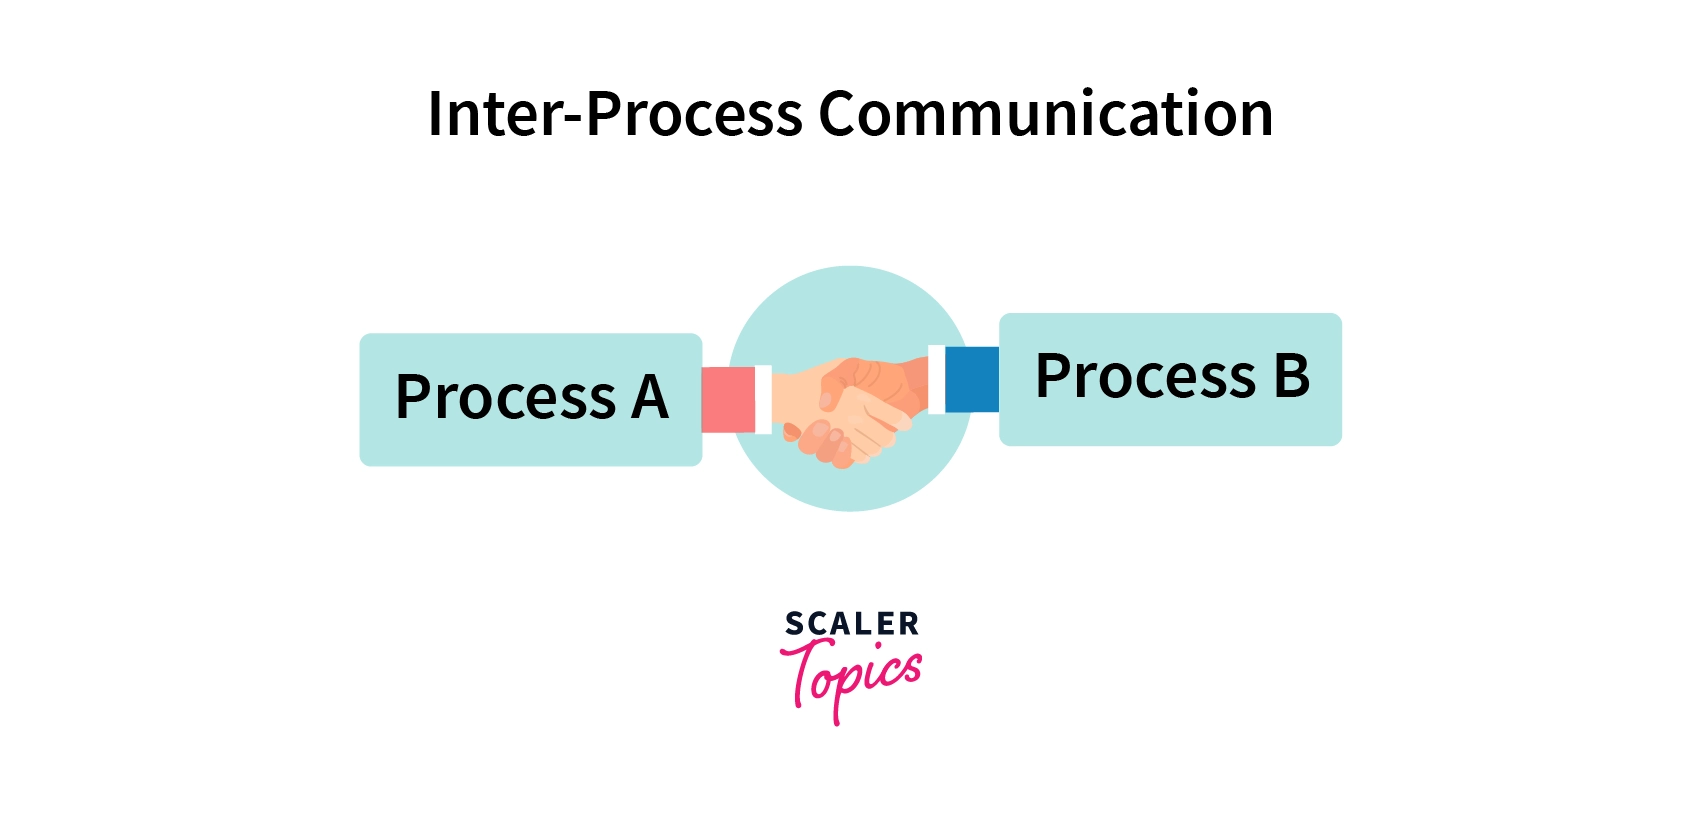 Inter-Process Communication
Process A
Process B
SCALER
Topics